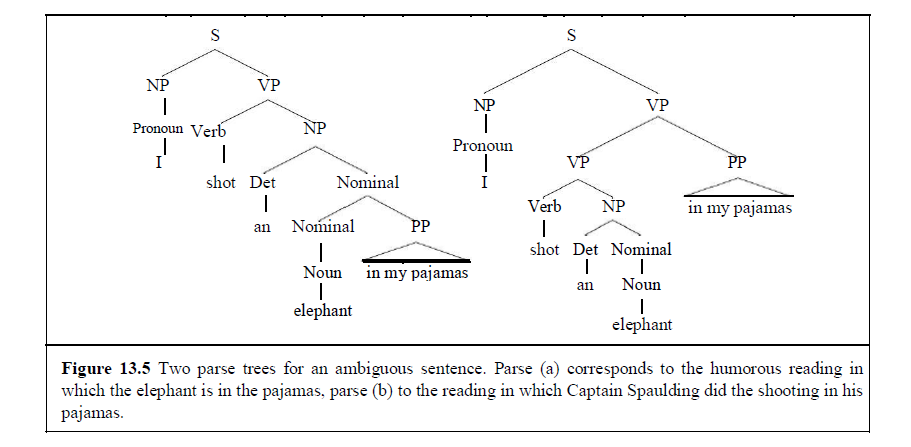 S
NP VP
Pronoun Verb NP
I
shot Det Nominal
an Nominal PP
Noun in my pajamas
elephant
S
NP VP
Pronoun
I VP PP
Verb NP in my pajamas
shot Det Nominal
an Noun
elephant
Figure 13.5 Two parse trees for an ambiguous sentence. Parse (a) corresponds to the humorous reading in
which the elephant is in the pajamas, parse (b) to the reading in which Captain Spaulding did the shooting in his
pajamas.